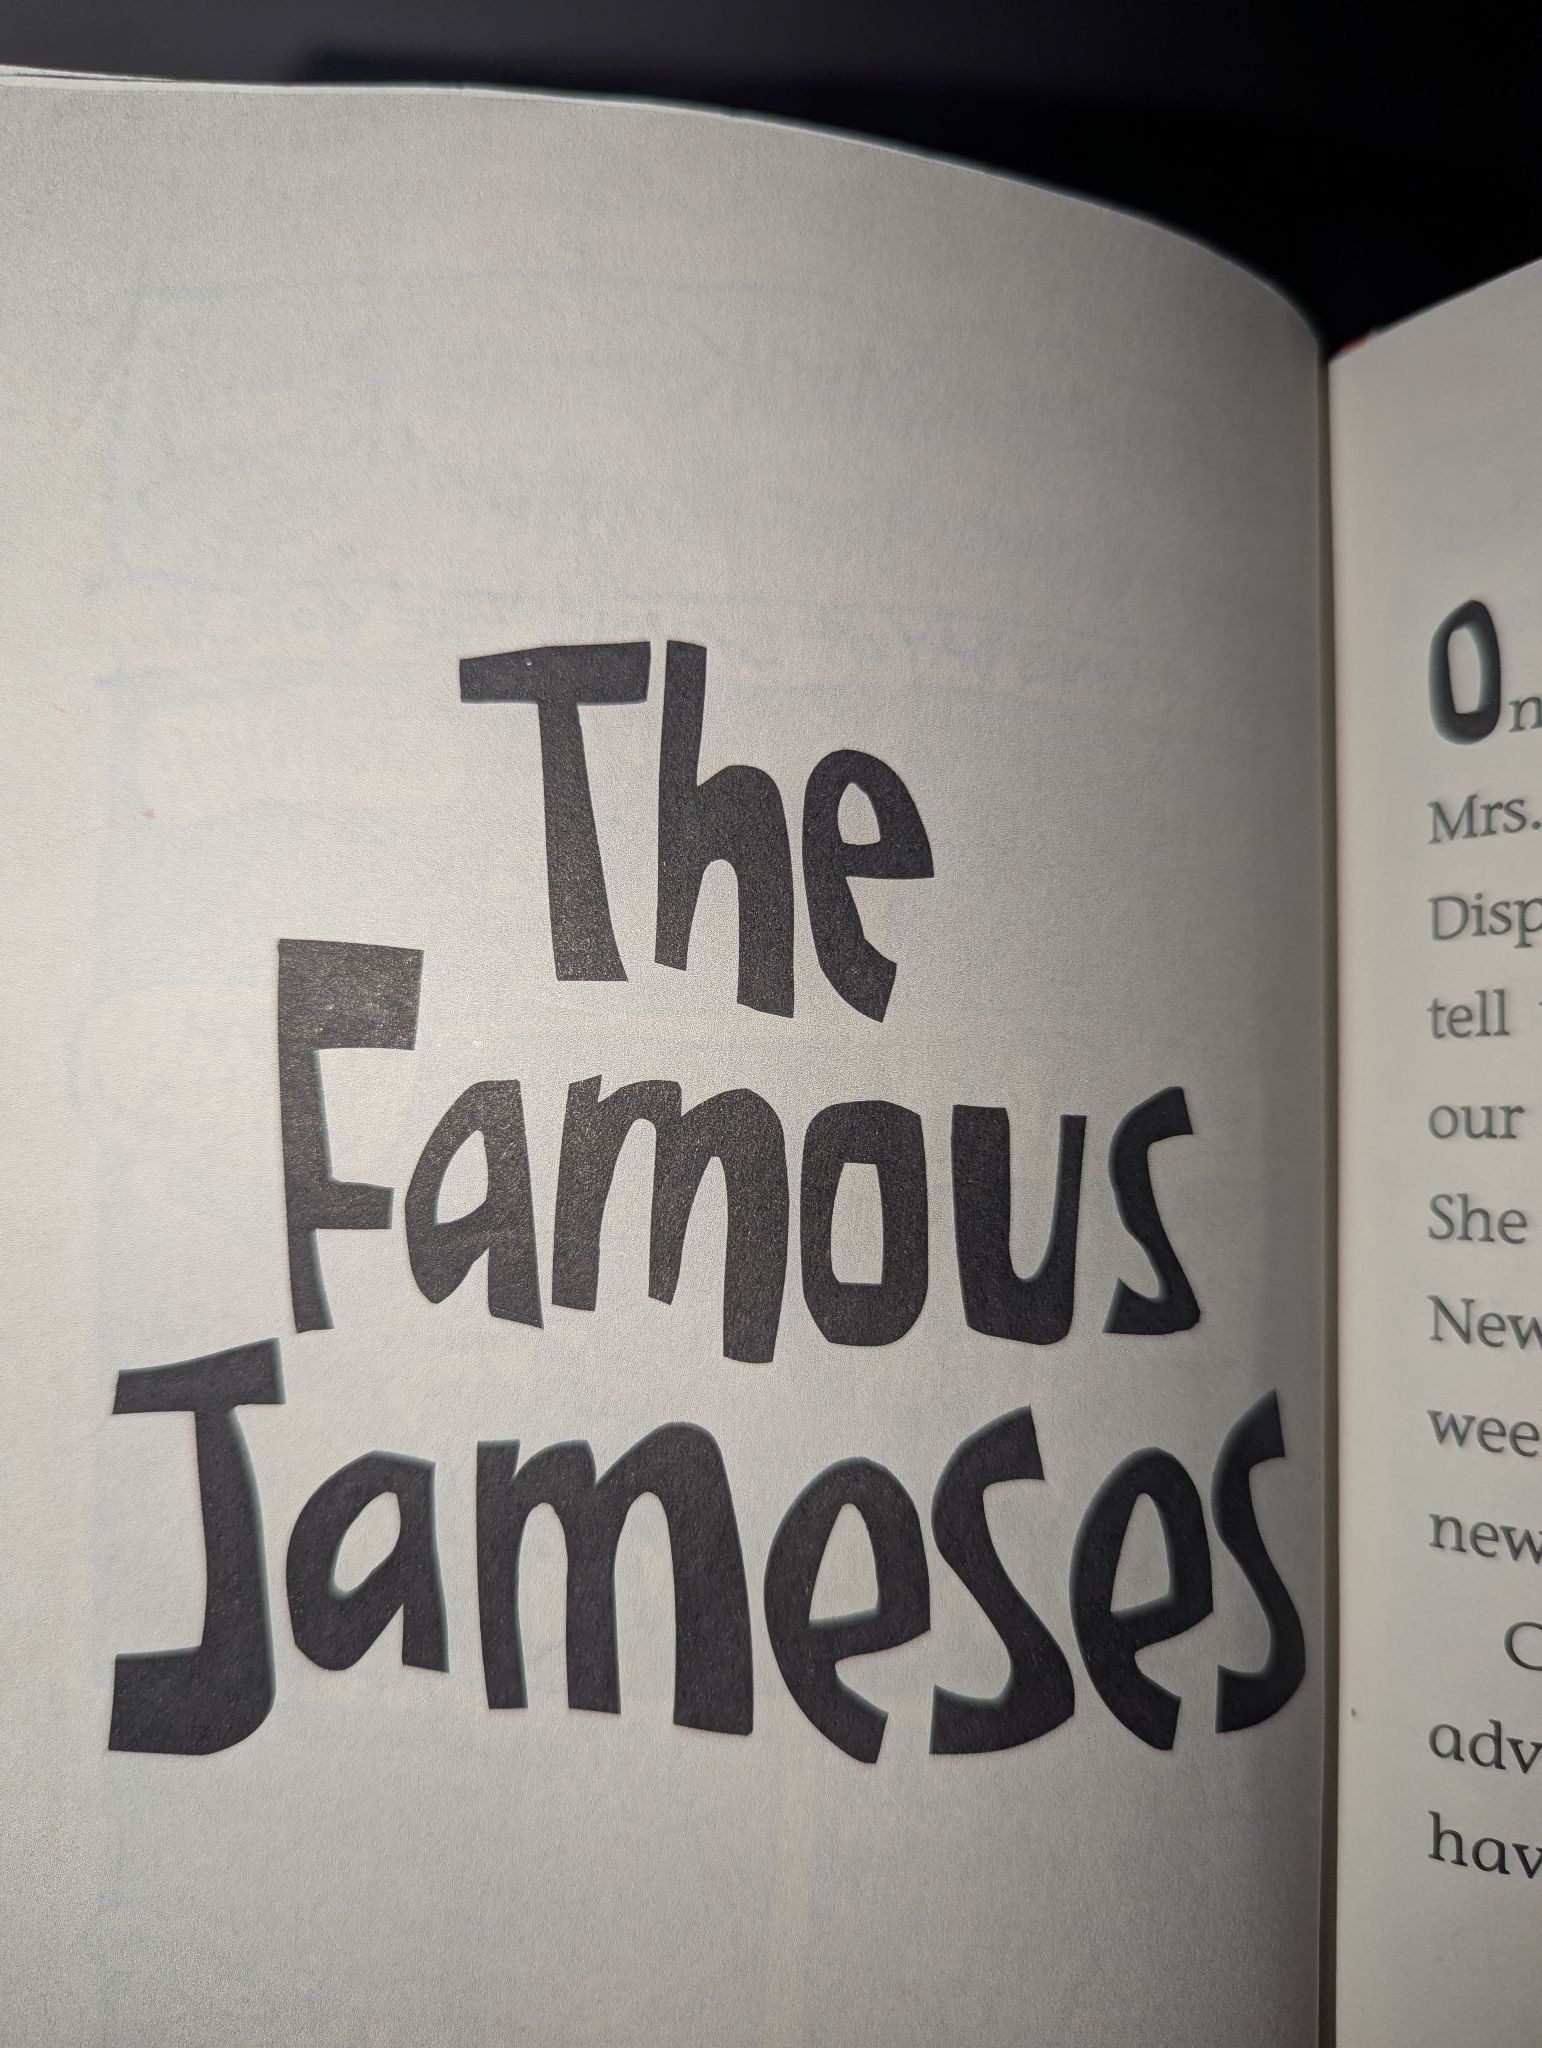 The
Famous
Jameses
On
Mrs.
Disp
tell
our
She
New
wee
new
adv
hav